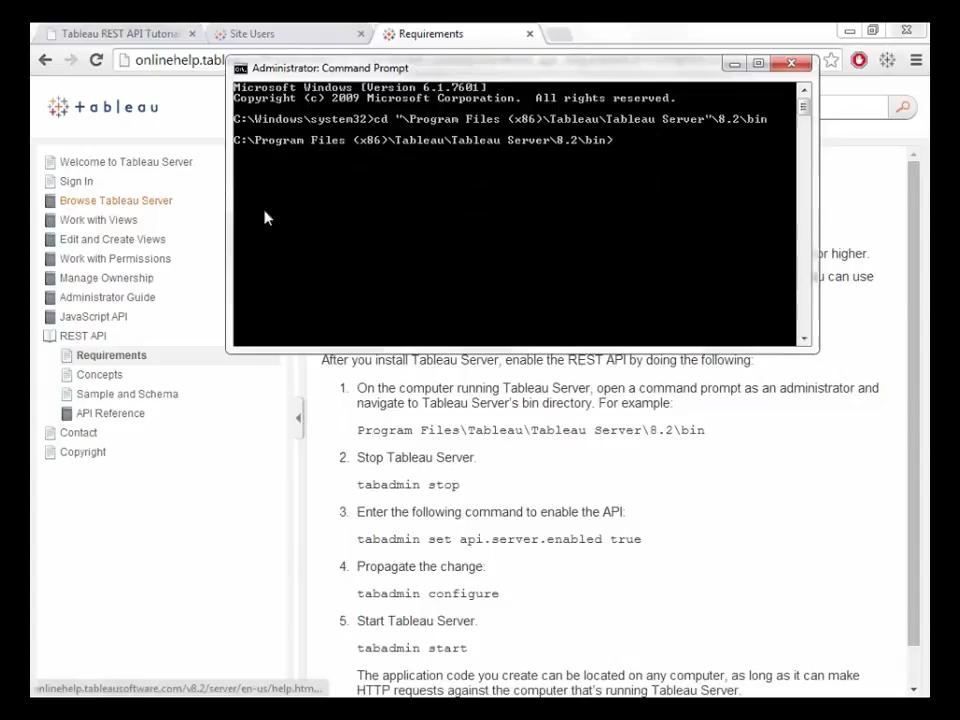 Tableau REST API Tutoria
Site Users
Requirements
onlinehelp.tabl
Administrator: Command Prompt
Microsoft Windows [Version 6.1.7601]
Copyright (c) 2009 Microsoft Corporation.  All rights reserved.
C:\Windows\system32>cd "\Program Files (x86)\Tableau\Tableau Server"\8.2\bin
C:\Program Files (x86)\Tableau\Tableau Server\8.2\bin>
+ a b l e a u
Welcome to Tableau Server
Sign In
Browse Tableau Server
Work with Views
Edit and Create Views
Work with Permissions
Manage Ownership
Administrator Guide
JavaScript API
REST API
Requirements
Concepts
Sample and Schema
API Reference
Contact
Copyright
or higher.
u can use
After you install Tableau Server, enable the REST API by doing the following:
1. On the computer running Tableau Server, open a command prompt as an administrator and
navigate to Tableau Server's bin directory. For example:
Program Files\Tableau\Tableau Server\8.2\bin
2. Stop Tableau Server.
tabadmin stop
3. Enter the following command to enable the API:
tabadmin set api.server.enabled true
4. Propagate the change:
tabadmin configure
5. Start Tableau Server.
tabadmin start
The application code you create can be located on any computer, as long as it can make
HTTP requests against the computer that's running Tableau Server.
onlinehelp.tableausoftware.com/v8.2/server/en-us/help.htm...